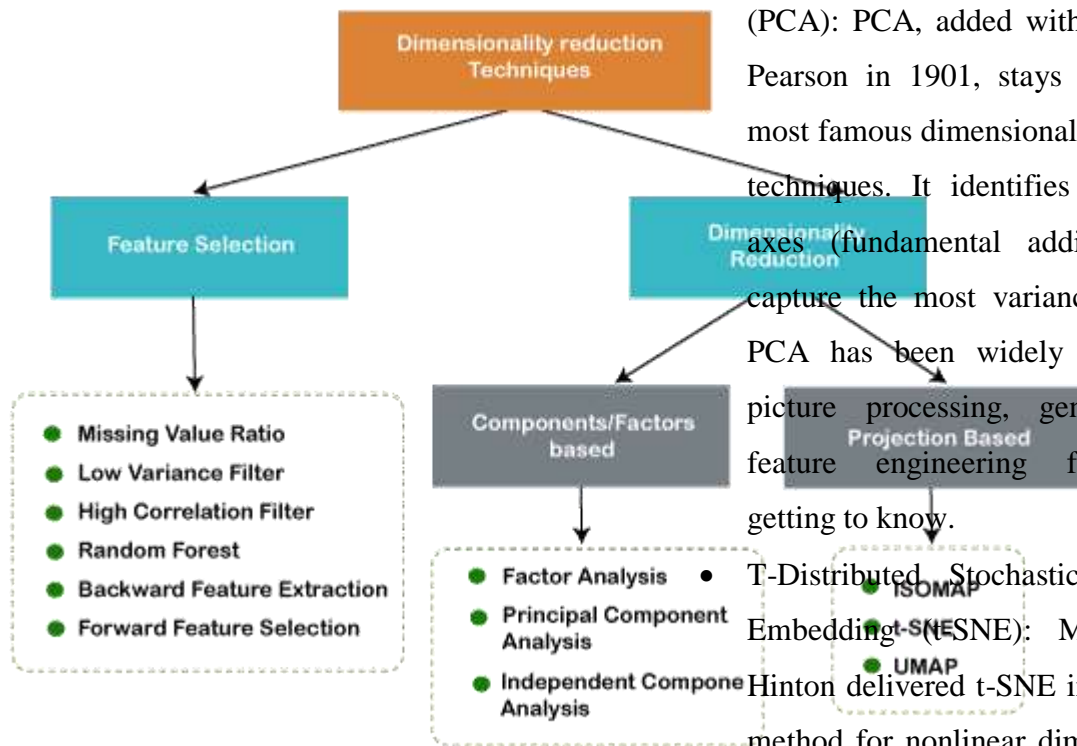 Dimensionality reduction
Techniques
Feature Selection
Dimensionality
Reduction
Missing Value Ratio
Low Variance Filter
High Correlation Filter
Random Forest
Backward Feature Extraction
Forward Feature Selection
Components/Factors
based
Projection Based
Factor Analysis
Principal Component
Analysis
Independent Compone
Analysis
ISOMAP
t-SNE
UMAP
(PCA): PCA, added with
Pearson in 1901, stays
most famous dimensional
techniques. It identifies
axes (fundamental addi
capture the most varianc
PCA has been widely
picture processing, gen
feature engineering f
getting to know.
• T-Distributed Stochastic
Embedding (t-SNE): M
Hinton delivered t-SNE i
method for nonlinear dim